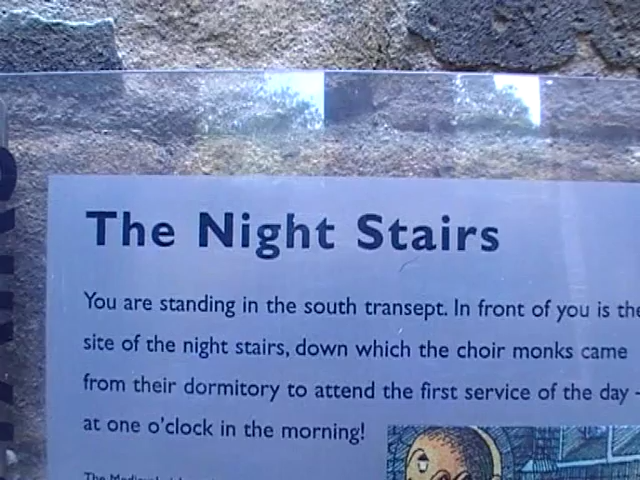 The Night Stairs
You are standing in the south transept. In front of you is the
site of the night stairs, down which the choir monks came
from their dormitory to attend the first service of the day -
at one o'clock in the morning!
The